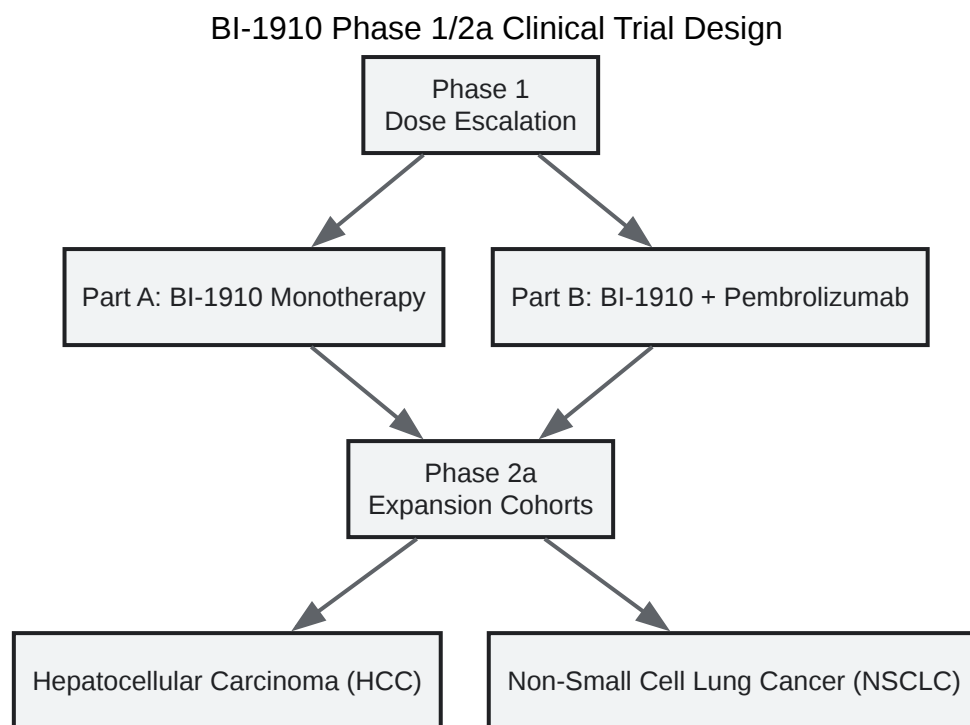 BI-1910 Phase 1/2a Clinical Trial Design
Phase 1
Dose Escalation
Part A: BI-1910 Monotherapy
Part B: BI-1910 + Pembrolizumab
Phase 2a
Expansion Cohorts
Hepatocellular Carcinoma (HCC)
Non-Small Cell Lung Cancer (NSCLC)